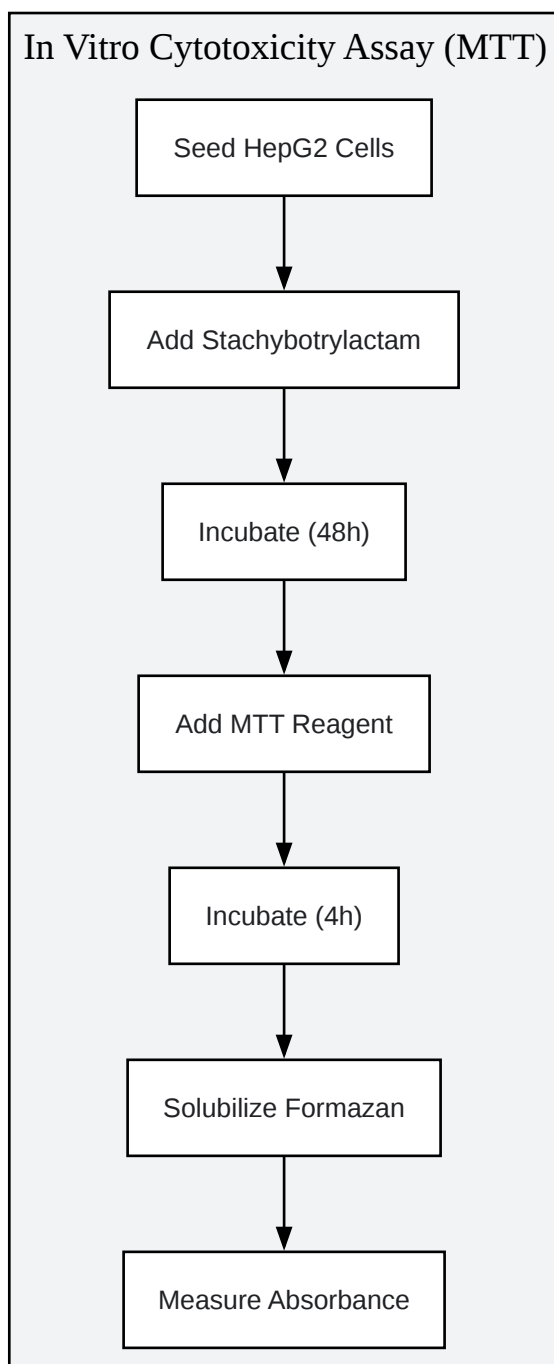 In Vitro Cytotoxicity Assay (MTT)
Seed HepG2 Cells
Add Stachybotrylactam
Incubate (48h)
Add MTT Reagent
Incubate (4h)
Solubilize Formazan
Measure Absorbance